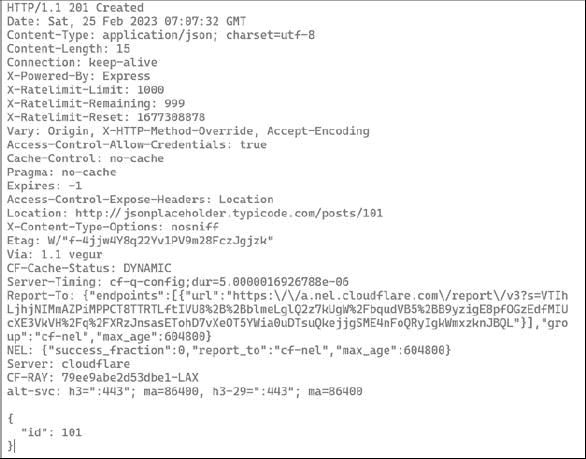 HTTP/1.1 201 Created
Date: Sat, 25 Feb 2023 07:07:32 GMT
Content-Type: application/json; charset=utf-8
Content-Length: 15
Connection: keep-alive
X-Powered-By: Express
X-Ratelimit-Limit: 1000
X-Ratelimit-Remaining: 999
X-Ratelimit-Reset: 1677308878
Vary: Origin, X-HTTP-Method-Override, Accept-Encoding
Access-Control-Allow-Credentials: true
Cache-Control: no-cache
Pragma: no-cache
Expires: -1
Access-Control-Expose-Headers: Location
Location: http://jsonplaceholder.typicode.com/posts/101
X-Content-Type-Options: nosniff
Etag: W/"f-4jjw4Y8q22Yv1PV9m28FczJgjzk"
Via: 1.1 vegur
CF-Cache-Status: DYNAMIC
Server-Timing: cf-q-config;dur=5.0000016926788e-06
Report-To: {"endpoints":[{"url":"https:\/\/a.nel.cloudflare.com\/report\/v3?s=VTIh
LjhjNIMmAZPiMPPCT8TTRTLftIVU8%2B%2BblmeLglQ2z7kUgW%2FbqudVB5%2BB9yzigE8pfOGzEdfMIU
cXE3VkVH%2Fq%2FXRzJnsasETohD7vXeOT5YWia0uDTsuQkejjgSME4nFoQRyIgkWmxzknJBQL"}],"gro
up":"cf-nel","max_age":604800}
NEL: {"success_fraction":0,"report_to":"cf-nel","max_age":604800}
Server: cloudflare
CF-RAY: 79ee9abe2d53dbe1-LAX
alt-svc: h3=":443"; ma=86400, h3-29=":443"; ma=86400
{
"id": 101
}